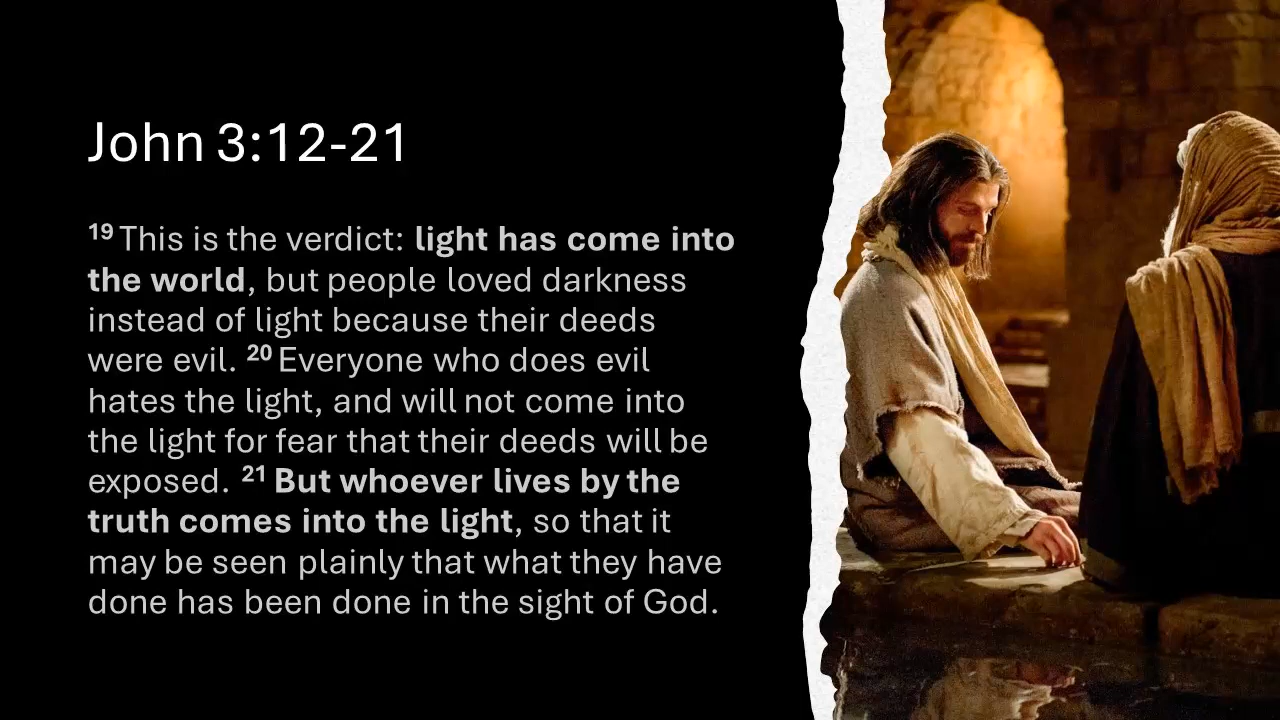 John 3:12-21
19 This is the verdict: light has come into
the world, but people loved darkness
instead of light because their deeds
were evil. 20 Everyone who does evil
hates the light, and will not come into
the light for fear that their deeds will be
exposed. 21 But whoever lives by the
truth comes into the light, so that it
may be seen plainly that what they have
done has been done in the sight of God.